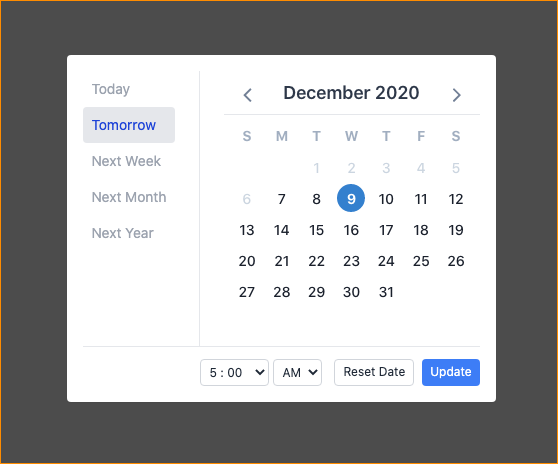 Today
Tomorrow
Next Week
Next Month
Next Year
December 2020
S M T W T F S
1 2 3 4 5
6 7 8 9 10 11 12
13 14 15 16 17 18 19
20 21 22 23 24 25 26
27 28 29 30 31
5 : 00 AM Reset Date Update